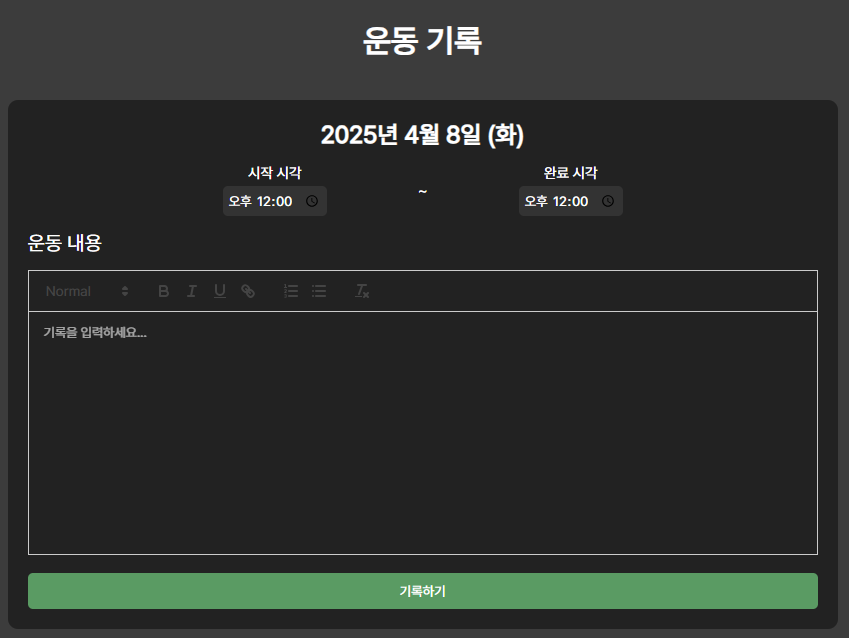 운동 기록
2025년 4월 8일 (화)
시작 시각 ~ 완료 시각
오후 12:00 오후 12:00
운동 내용
Normal B I U Tx
기록을 입력하세요...
기록하기